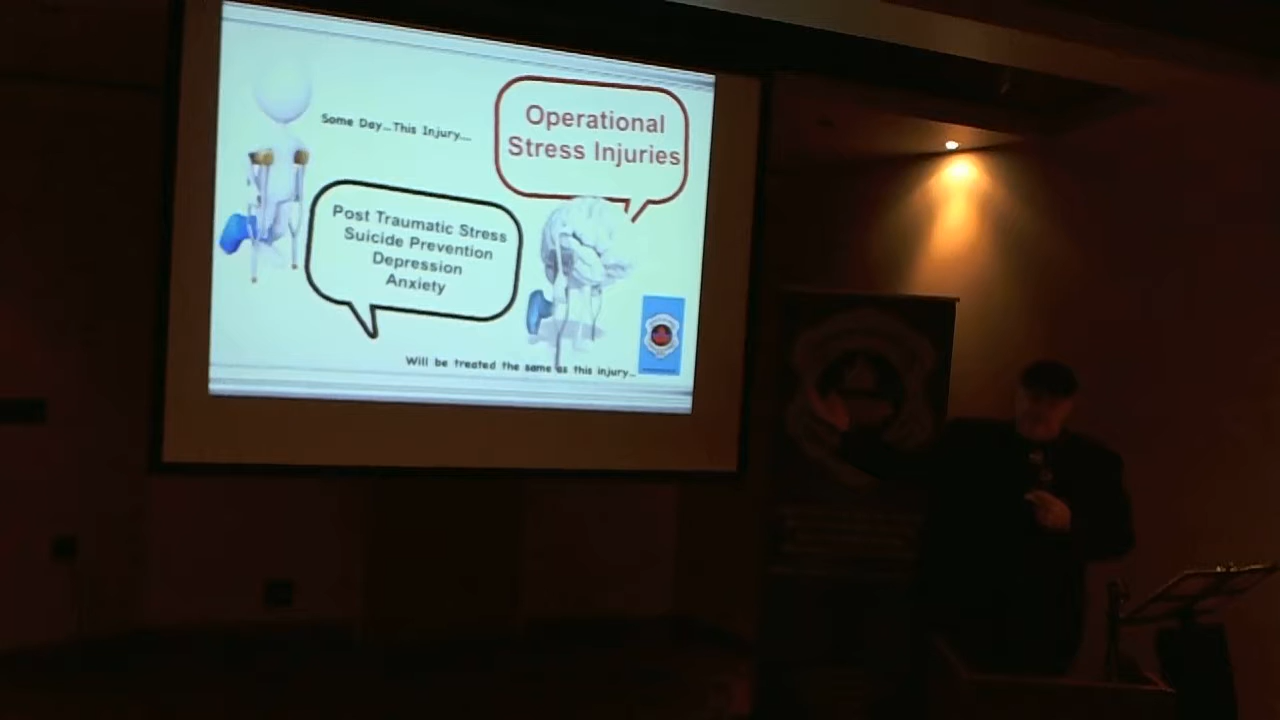 Some Day...This Injury....
Operational
Stress Injuries
Post Traumatic Stress
Suicide Prevention
Depression
Anxiety
Will be treated the same as this injury...